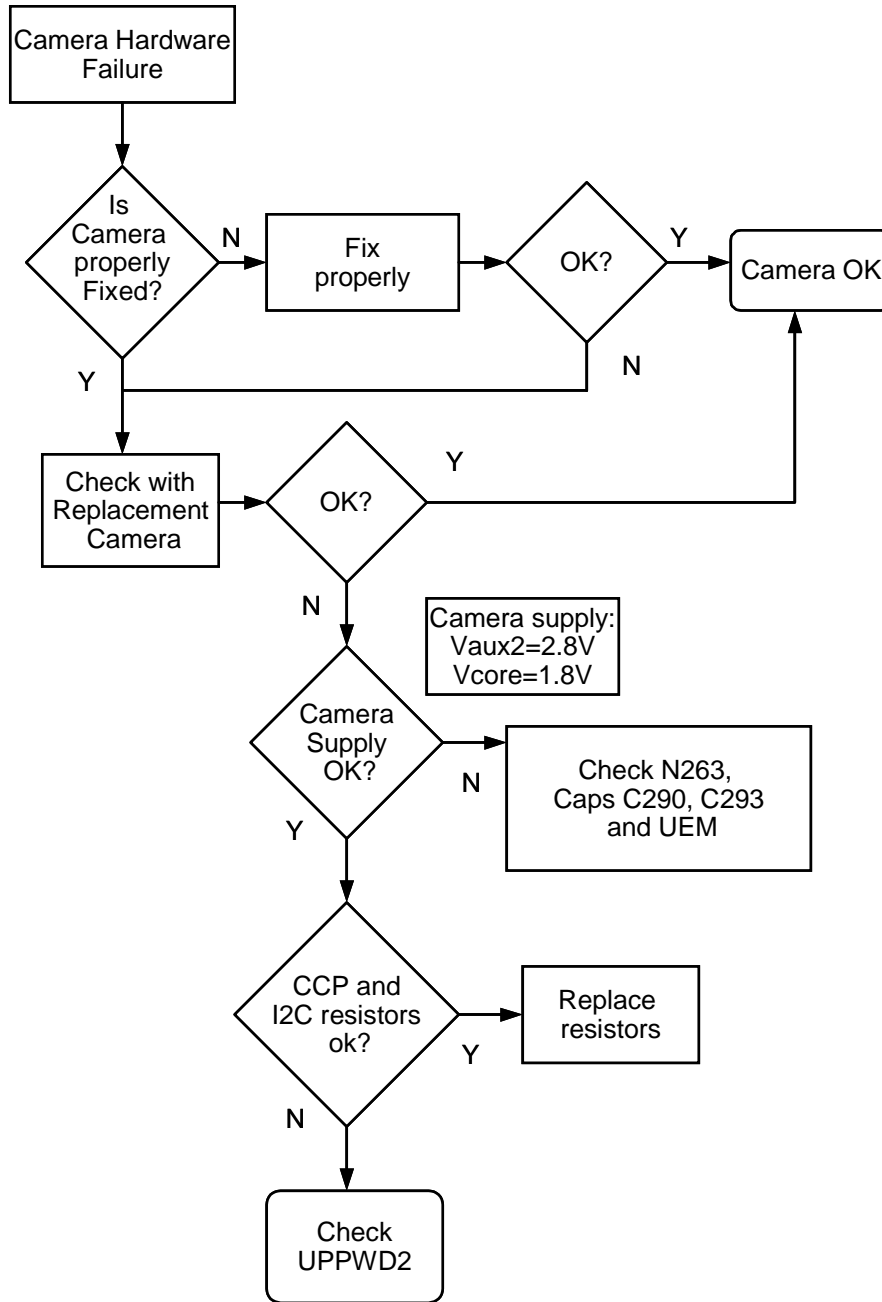 Camera Hardware
Failure
Is
Camera
properly
Fixed?
N
Fix
properly
OK?
Y
Camera OK
Y
N
Check with
Replacement
Camera
OK?
Y
N
Camera supply:
Vaux2=2.8V
Vcore=1.8V
Camera
Supply
OK?
N
Check N263,
Caps C290, C293
and UEM
Y
CCP and
I2C resistors
ok?
Y
Replace
resistors
N
Check
UPPWD2